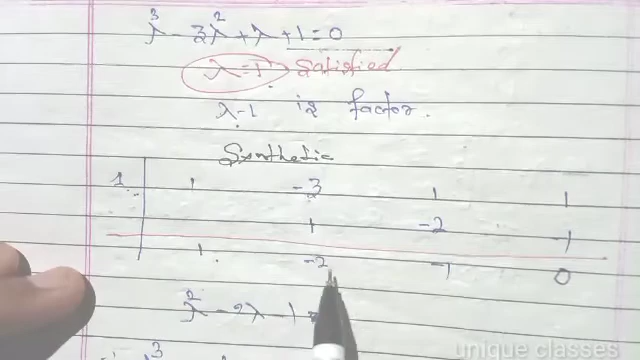 λ³ - 3λ² + λ + 1 = 0
λ = 1 Satisfied
λ-1 is factor.
Synthetic
1 1 -3 1 1
1 -2 -1
1 -2 -1 0
λ² - 2λ - 1 =
unique classes